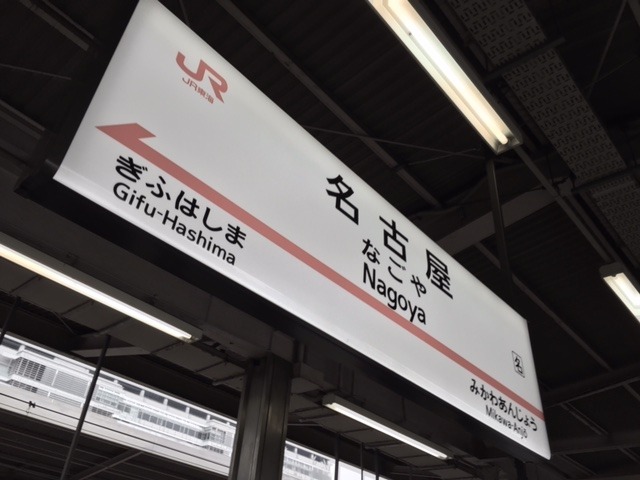 JR
JR東海
名古屋
なごや
Nagoya
ぎふはしま
Gifu-Hashima
名
みかわあんじょう
Mikawa-Anjō